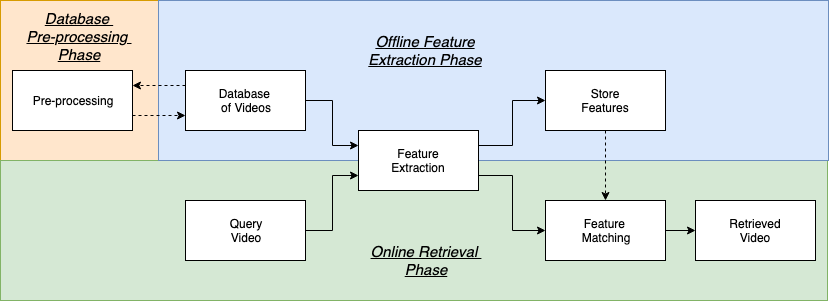 Database
Pre-processing
Phase
Offline Feature
Extraction Phase
Pre-processing
Database
of Videos
Store
Features
Feature
Extraction
Query
Video
Feature
Matching
Retrieved
Video
Online Retrieval
Phase